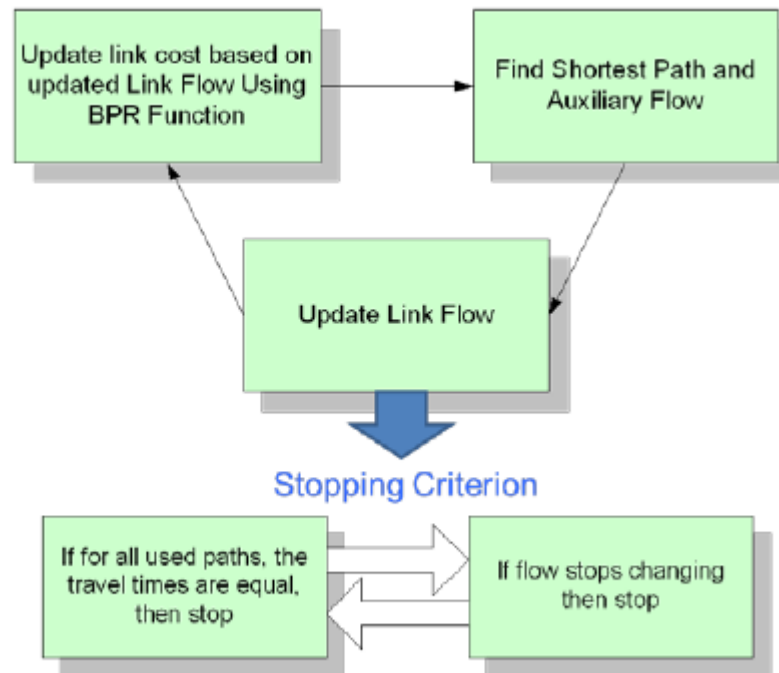 Update link cost based on
updated Link Flow Using
BPR Function
Find Shortest Path and
Auxiliary Flow
Update Link Flow
Stopping Criterion
If for all used paths, the
travel times are equal,
then stop
If flow stops changing
then stop